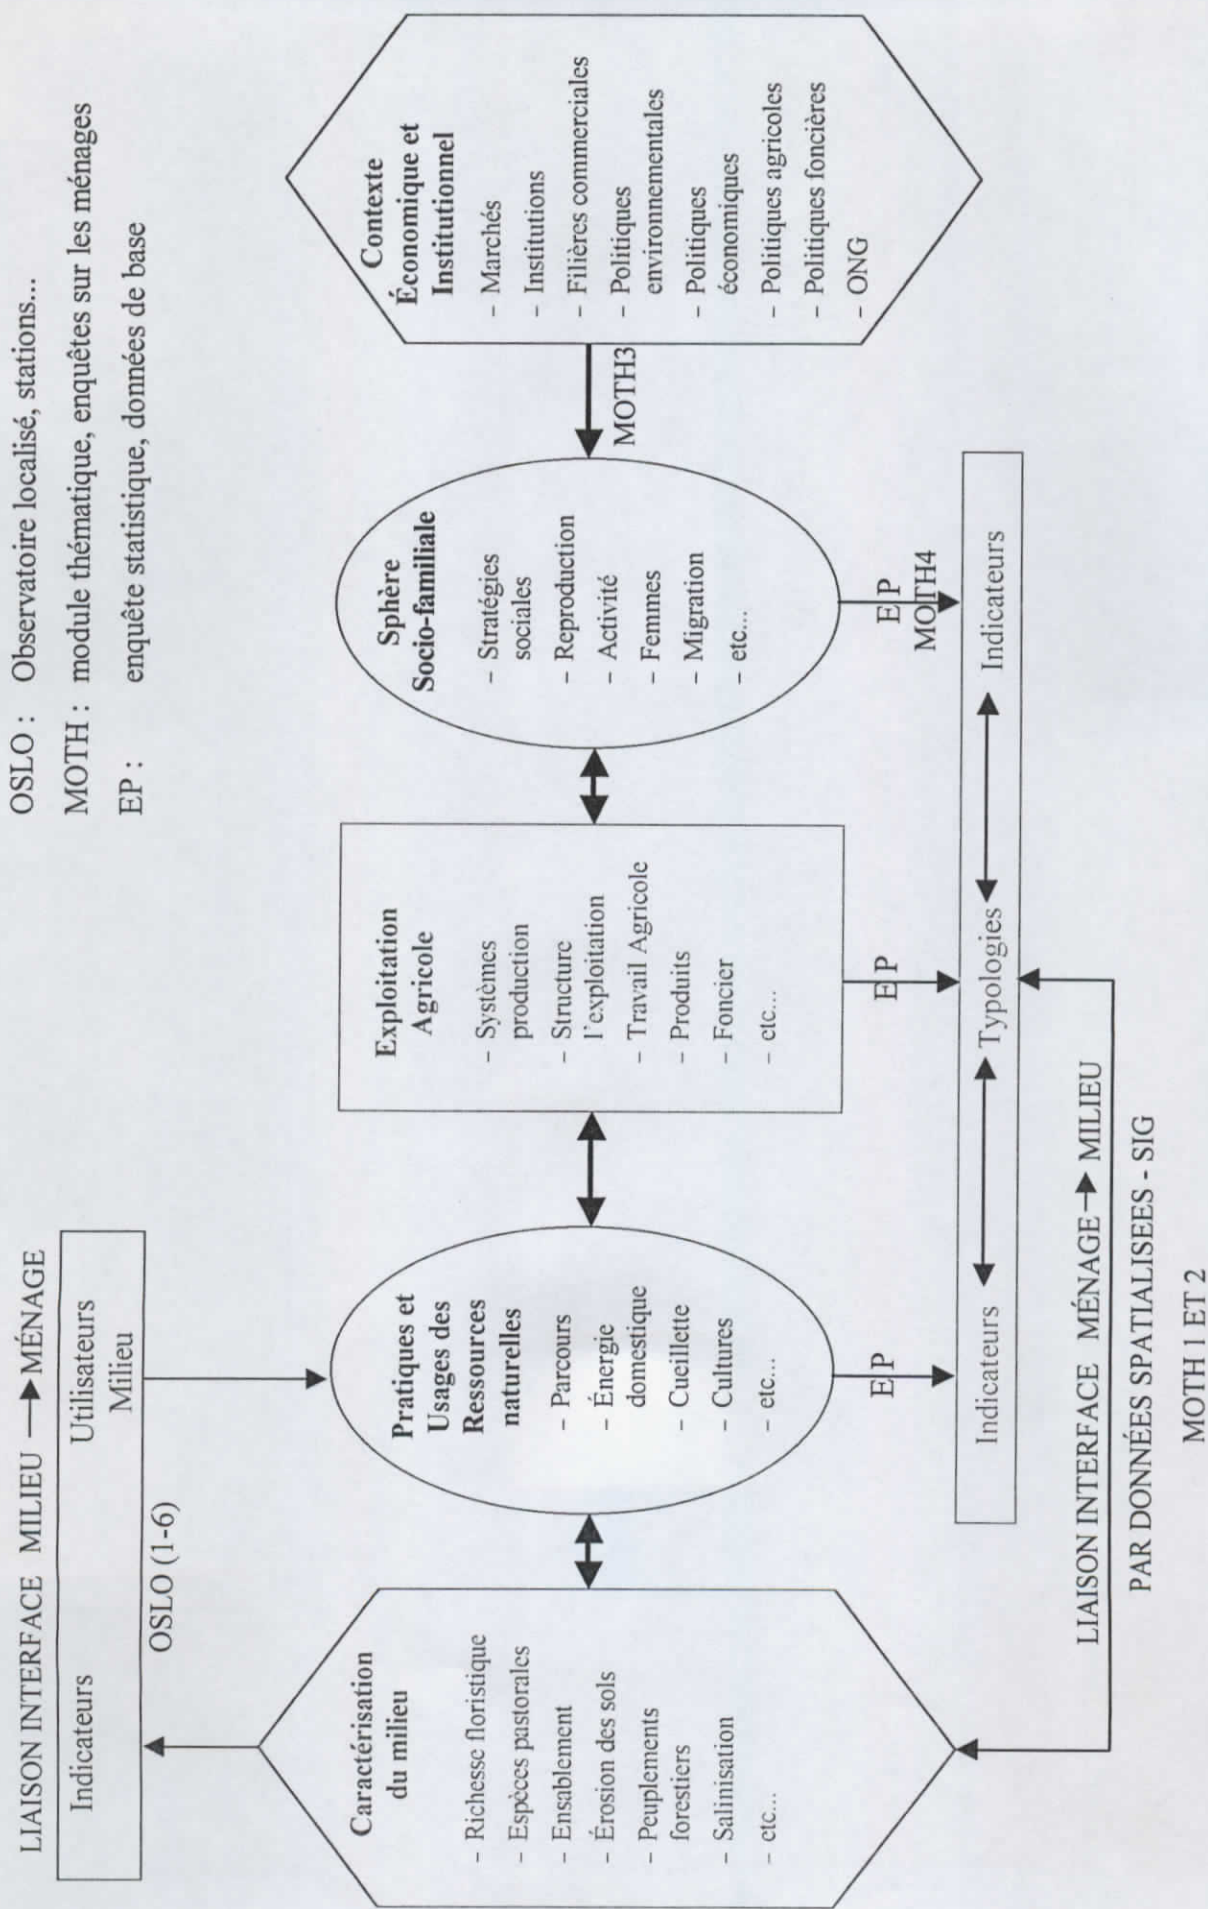 OSLO : Observatoire localisé, stations...
MOTH : module thématique, enquêtes sur les ménages
EP : enquête statistique, données de base
LIAISON INTERFACE MILIEU → MÉNAGE
Indicateurs
Utilisateurs
Milieu
OSLO (1-6)
Caractérisation
du milieu
– Richesse floristique
– Espèces pastorales
– Ensablement
– Érosion des sols
– Peuplements
forestiers
– Salinisation
– etc...
Pratiques et
Usages des
Ressources
naturelles
– Parcours
– Énergie
domestique
– Cueillette
– Cultures
– etc...
Exploitation
Agricole
– Systèmes
production
– Structure
l'exploitation
– Travail Agricole
– Produits
– Foncier
– etc...
Sphère
Socio-familiale
– Stratégies
sociales
– Reproduction
– Activité
– Femmes
– Migration
– etc...
MOTH3
Contexte
Économique et
Institutionnel
– Marchés
– Institutions
– Filières commerciales
– Politiques
environnementales
– Politiques
économiques
– Politiques agricoles
– Politiques foncières
– ONG
E P
E P
E P
MOTH4
Indicateurs
Typologies
Indicateurs
LIAISON INTERFACE MÉNAGE → MILIEU
PAR DONNÉES SPATIALISEES - SIG
MOTH 1 ET 2